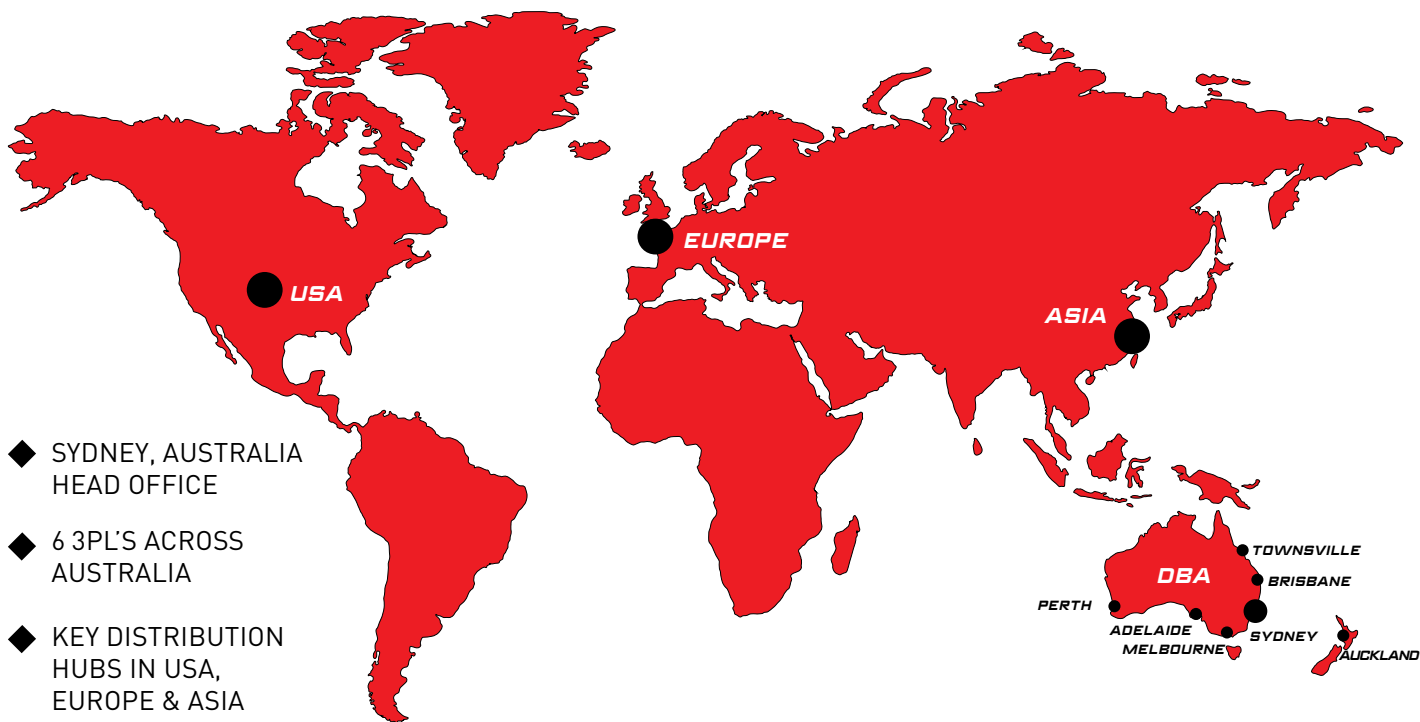 EUROPE
USA
ASIA
SYDNEY, AUSTRALIA
HEAD OFFICE
6 3PL'S ACROSS
AUSTRALIA
KEY DISTRIBUTION
HUBS IN USA,
EUROPE & ASIA
TOWNSVILLE
DBA
BRISBANE
PERTH
ADELAIDE
SYDNEY
MELBOURNE
AUCKLAND